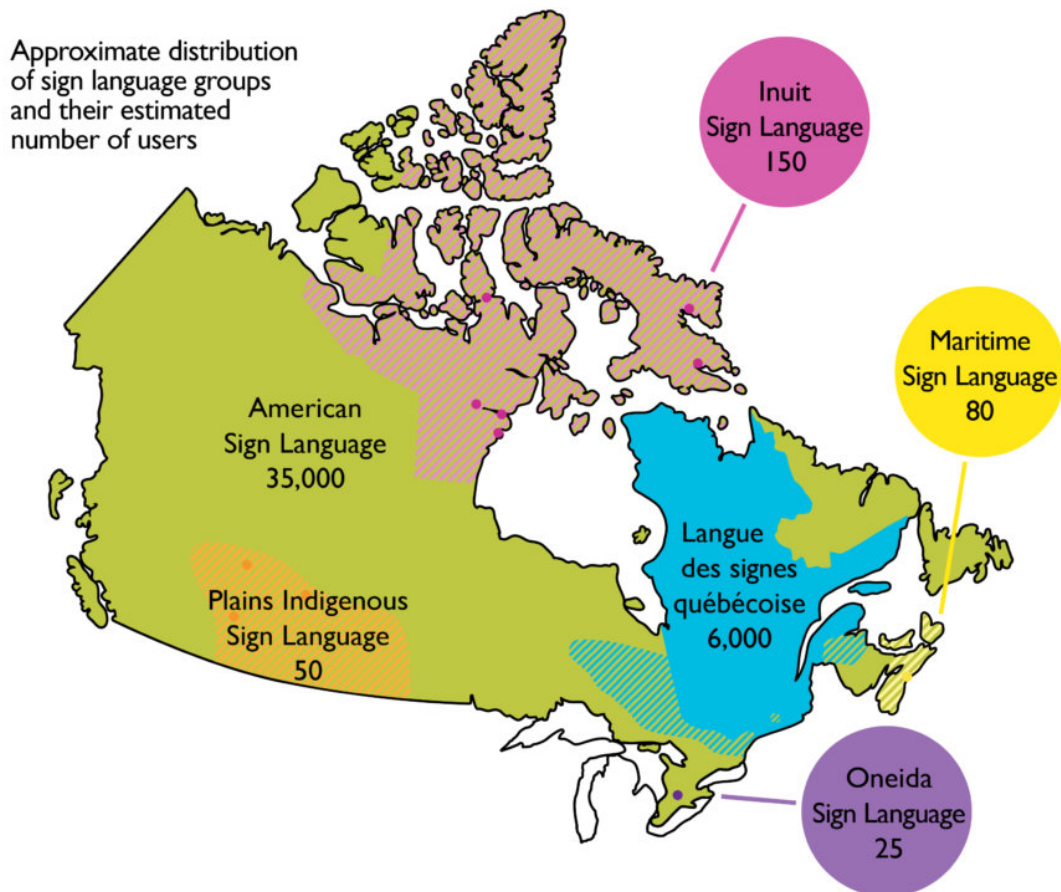 Approximate distribution
of sign language groups
and their estimated
number of users
Inuit
Sign Language
150
Maritime
Sign Language
80
American
Sign Language
35,000
Langue
des signes
québécoise
6,000
Plains Indigenous
Sign Language
50
Oneida
Sign Language
25